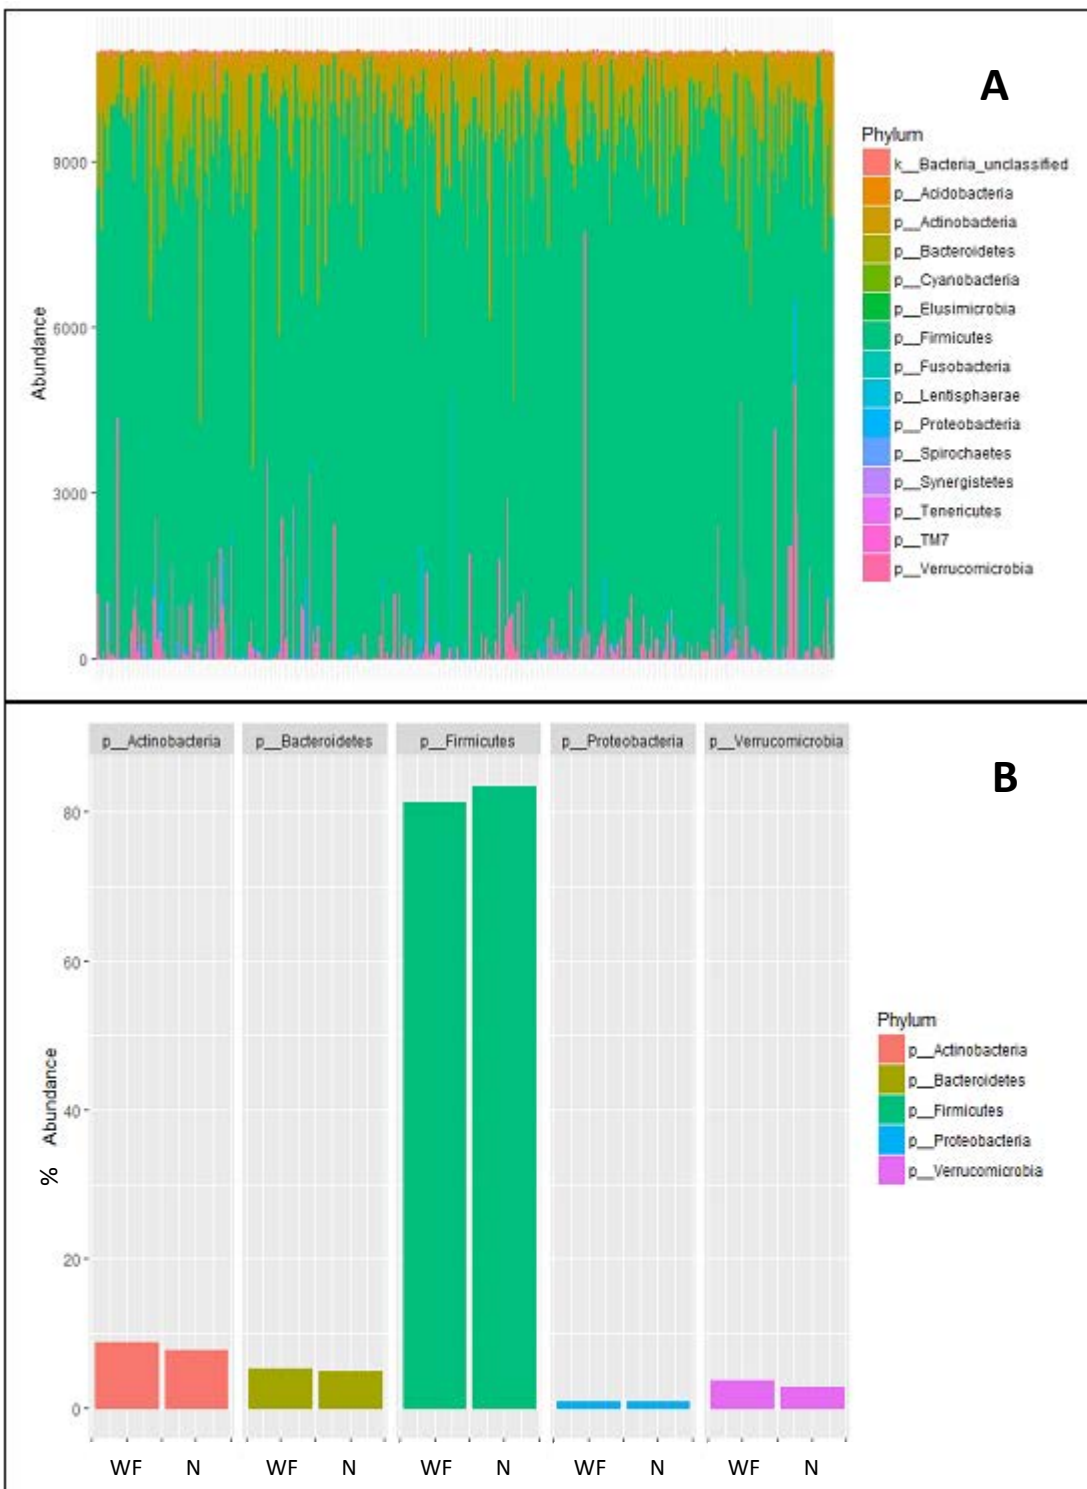 A
Phylum
k__Bacteria_unclassified
p__Acidobacteria
p__Actinobacteria
p__Bacteroidetes
p__Cyanobacteria
p__Elusimicrobia
p__Firmicutes
p__Fusobacteria
p__Lentisphaerae
p__Proteobacteria
p__Spirochaetes
p__Synergistetes
p__Tenericutes
p__TM7
p__Verrucomicrobia
Abundance
9000
6000
3000
0
B
p__Actinobacteria p__Bacteroidetes p__Firmicutes p__Proteobacteria p__Verrucomicrobia
% Abundance
80
60
40
20
0
WF N WF N WF N WF N WF N
Phylum
p__Actinobacteria
p__Bacteroidetes
p__Firmicutes
p__Proteobacteria
p__Verrucomicrobia